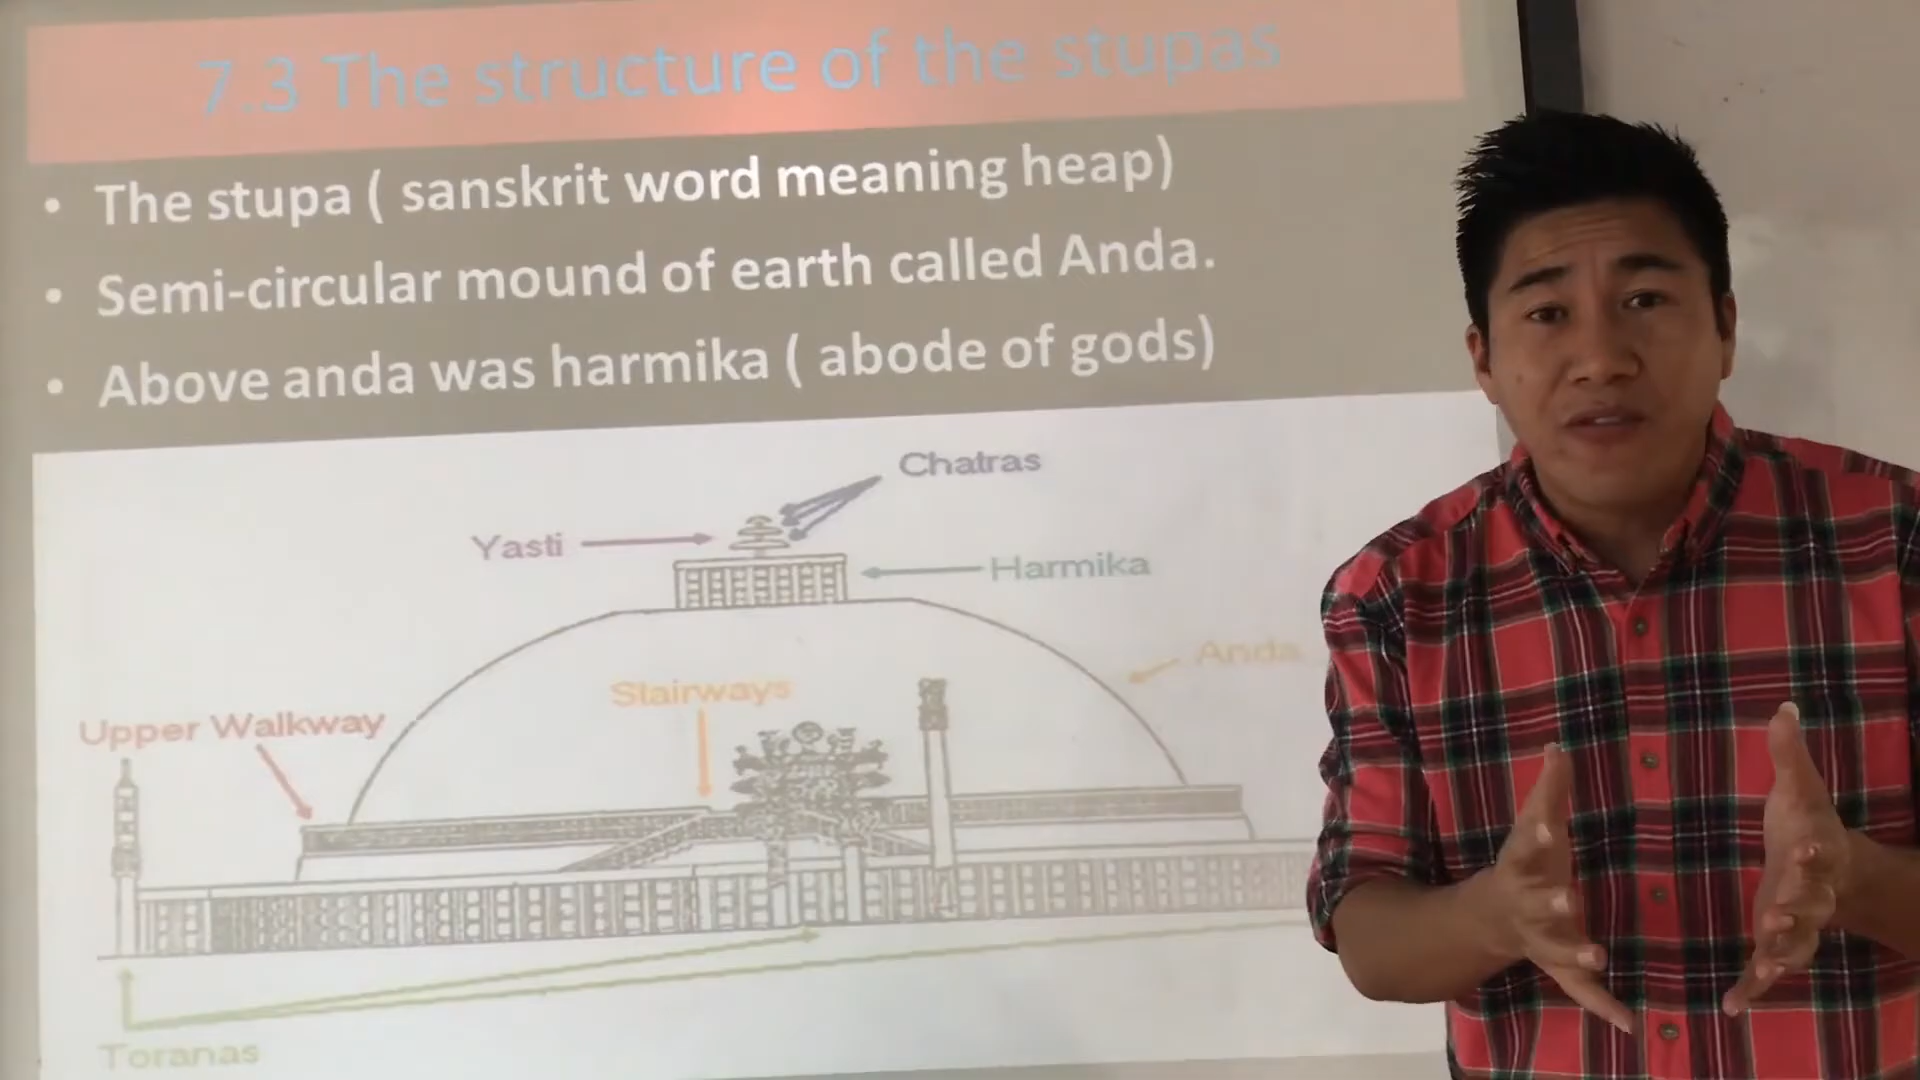 7.3 The structure of the stupas
• The stupa ( sanskrit word meaning heap)
• Semi-circular mound of earth called Anda.
• Above anda was harmika ( abode of gods)
Chatras
Yasti
Harmika
Anda
Stairways
Upper Walkway
Toranas